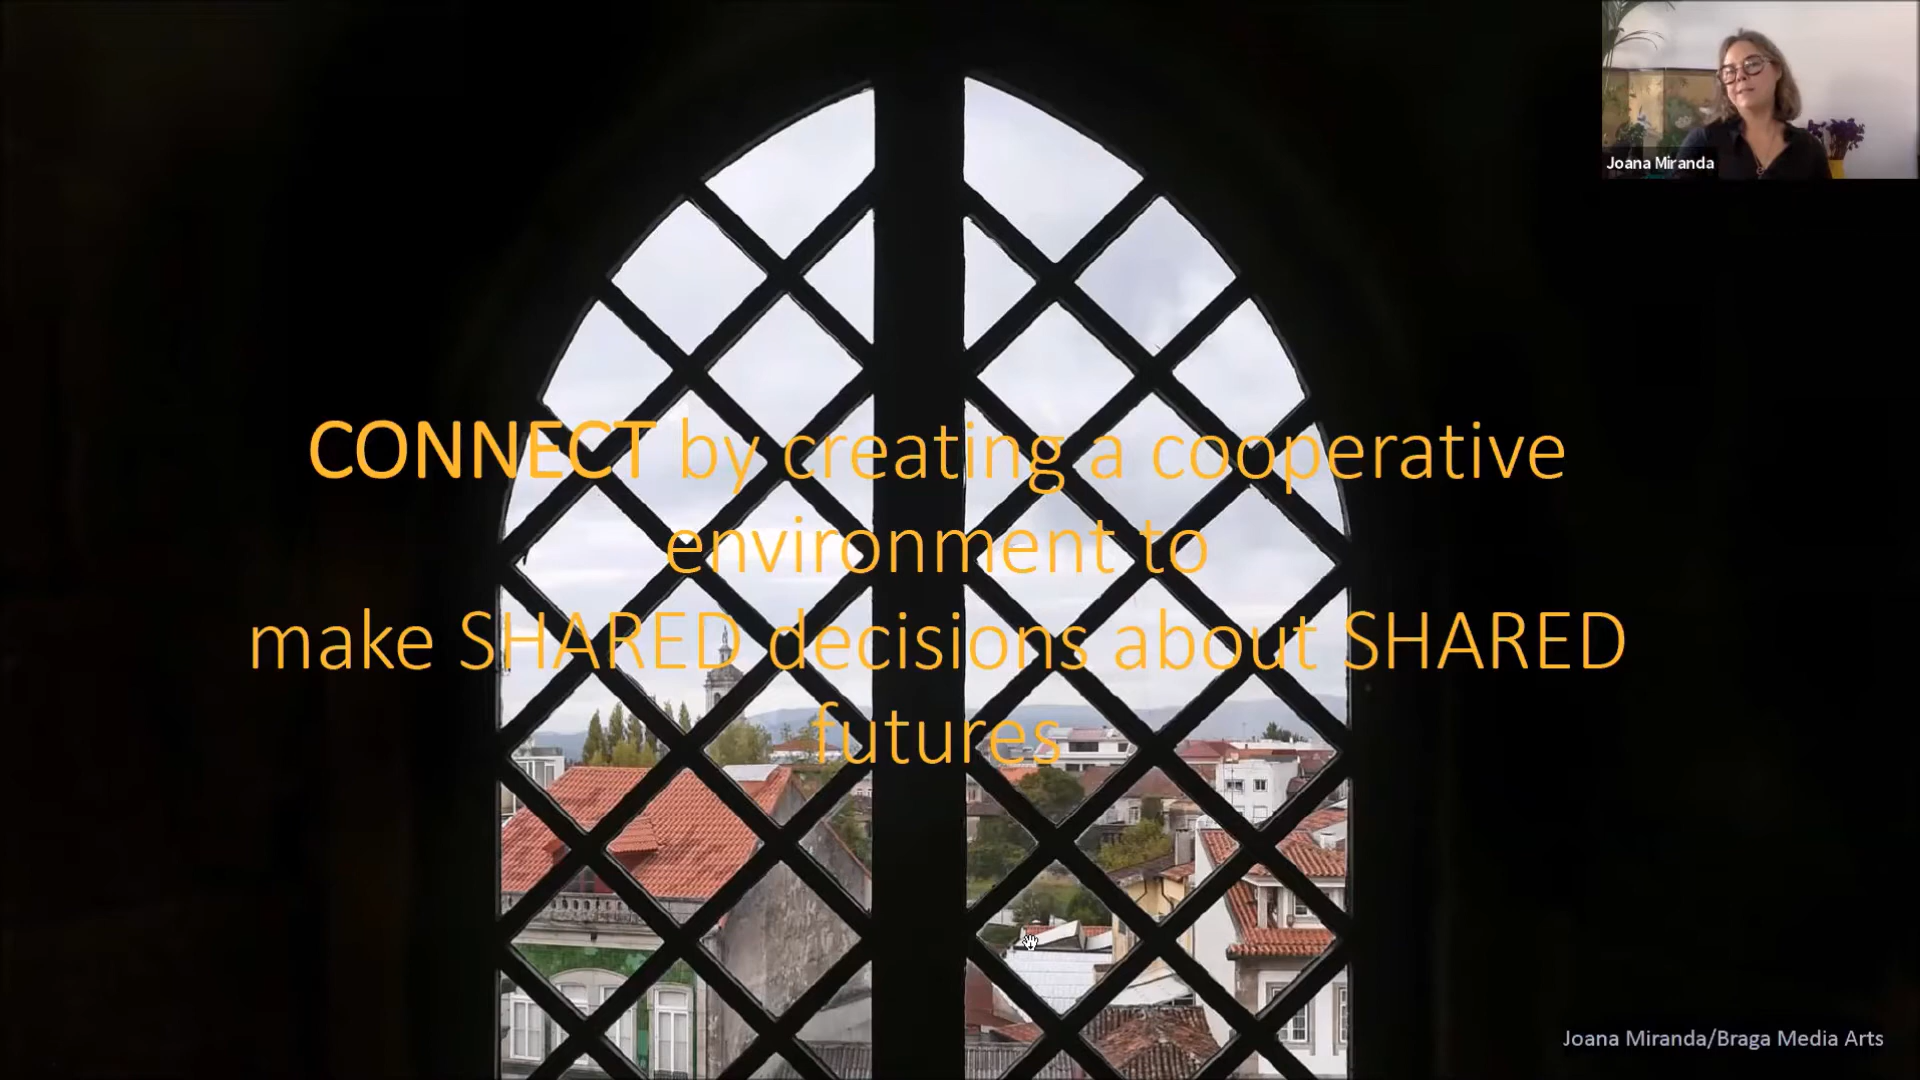 Joana Miranda
CONNECT by creating a cooperative
environment to
make SHARED decisions about SHARED
futures
Joana Miranda/Braga Media Arts